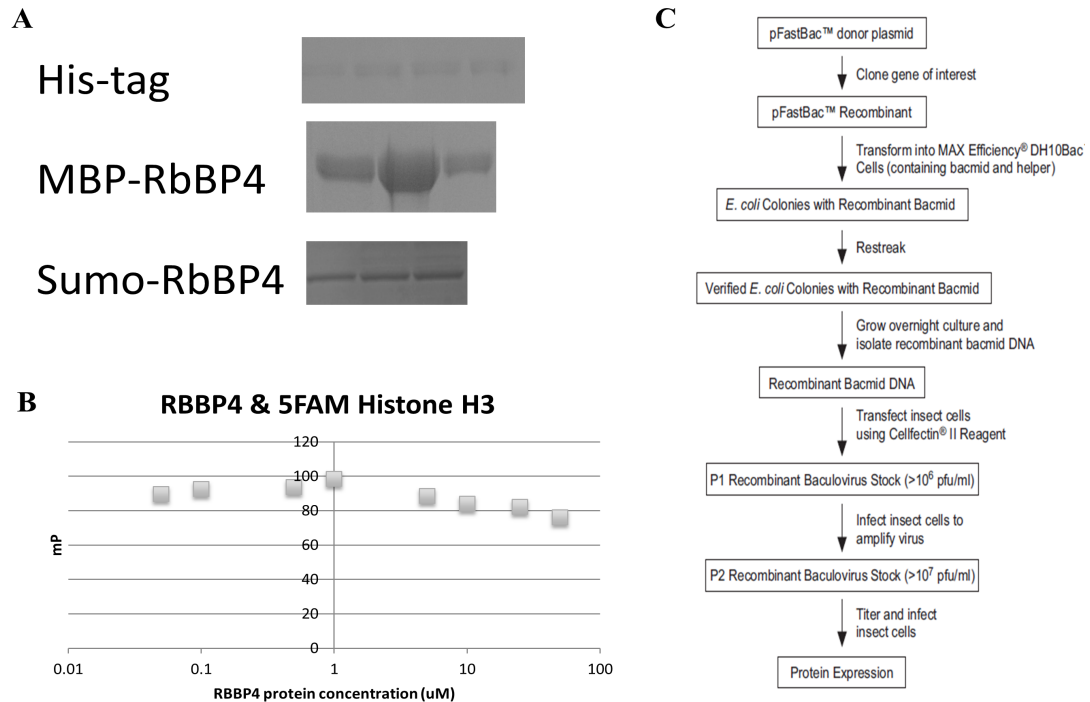 A
His-tag
MBP-RbBP4
Sumo-RbBP4
B
RBBP4 & 5FAM Histone H3
120
100
80
60
40
20
0
mP
0.01
0.1
1
10
100
RBBP4 protein concentration (uM)
C
pFastBac™ donor plasmid
Clone gene of interest
pFastBac™ Recombinant
Transform into MAX Efficiency® DH10Bac
Cells (containing bacmid and helper)
E. coli Colonies with Recombinant Bacmid
Restreak
Verified E. coli Colonies with Recombinant Bacmid
Grow overnight culture and
isolate recombinant bacmid DNA
Recombinant Bacmid DNA
Transfect insect cells
using Cellfectin® II Reagent
P1 Recombinant Baculovirus Stock (>10⁶ pfu/ml)
Infect insect cells to
amplify virus
P2 Recombinant Baculovirus Stock (>10⁷ pfu/ml)
Titer and infect
insect cells
Protein Expression